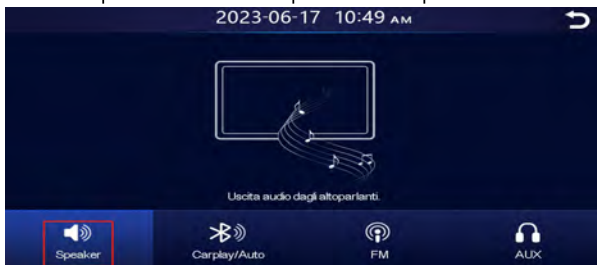 2023-06-17 10:49 AM
Uscita audio dagli altoparlanti.
Speaker
Carplay/Auto
FM
AUX